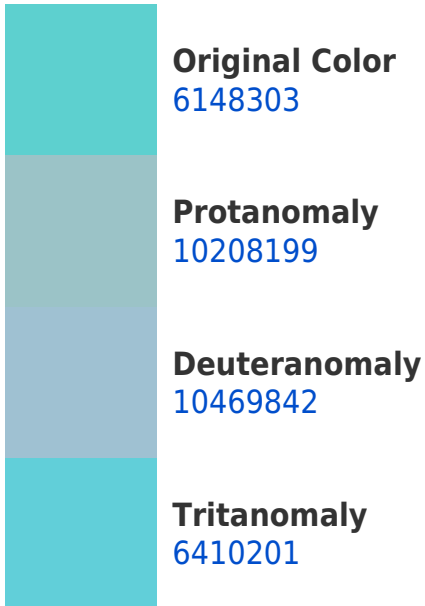 Original Color
6148303
Protanomaly
10208199
Deuteranomaly
10469842
Tritanomaly
6410201